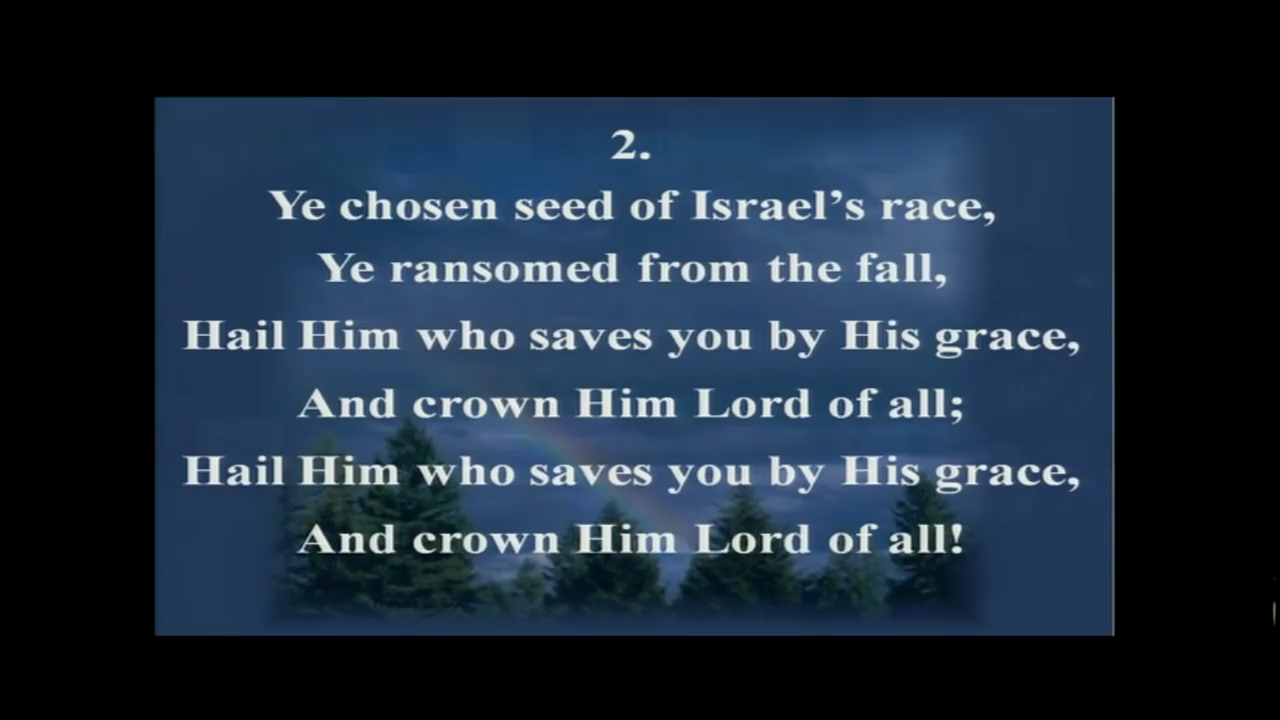 2.
Ye chosen seed of Israel’s race,
Ye ransomed from the fall,
Hail Him who saves you by His grace,
And crown Him Lord of all;
Hail Him who saves you by His grace,
And crown Him Lord of all!